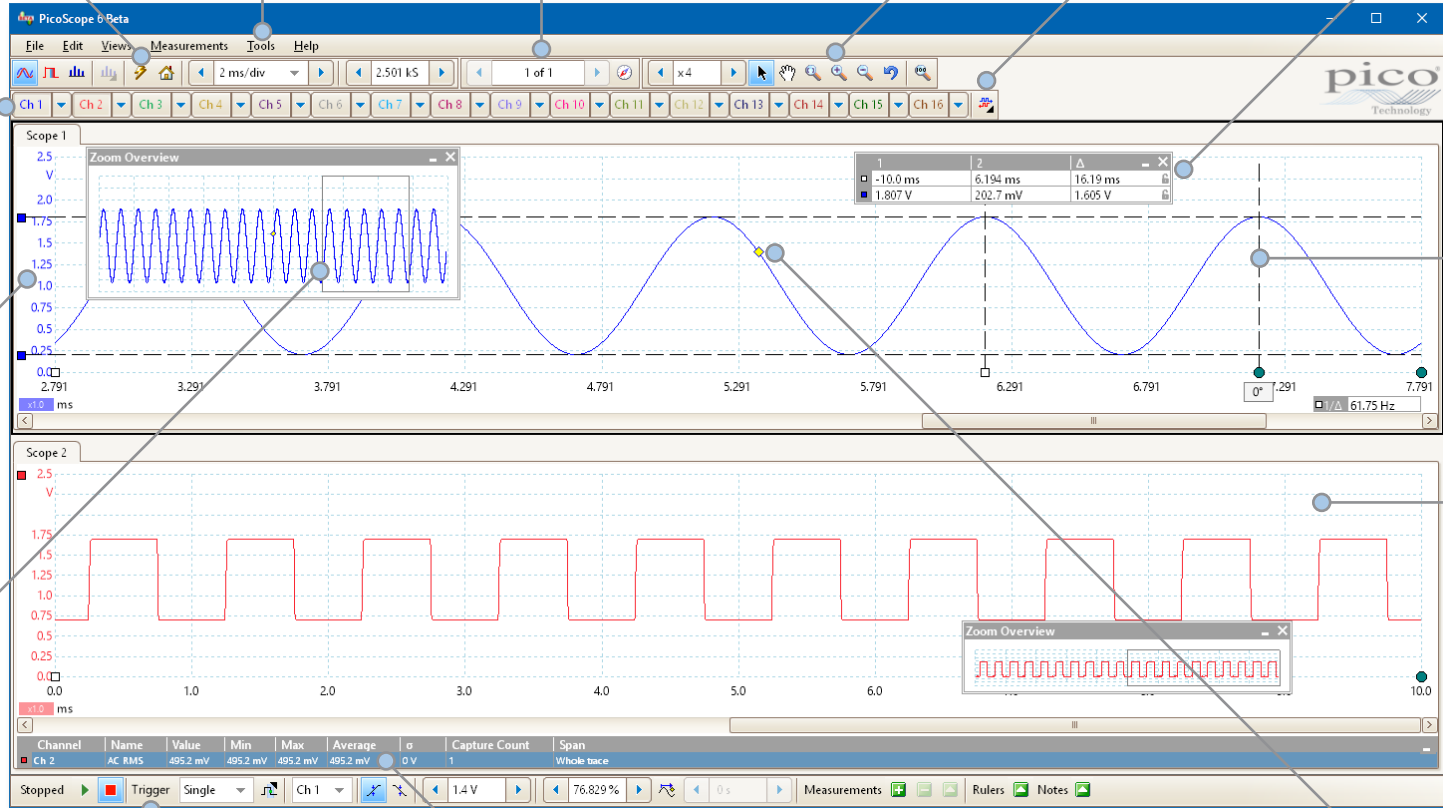 PicoScope 6 Beta
File Edit Views Measurements Tools Help
2 ms/div 2.501 kS 1 of 1 x4
pico
Technology
Ch 1 Ch 2 Ch 3 Ch 4 Ch 5 Ch 6 Ch 7 Ch 8 Ch 9 Ch 10 Ch 11 Ch 12 Ch 13 Ch 14 Ch 15 Ch 16
Scope 1
2.5
V
2.0
1.75
1.5
1.25
1.0
0.75
0.5
0.25
0.0
Zoom Overview
1 2 Δ
-10.0 ms 6.194 ms 16.19 ms
1.807 V 202.7 mV 1.605 V
2.791 3.291 3.791 4.291 4.791 5.291 5.791 6.291 6.791 7.291 7.791
0°
x1.0 ms
1/Δ 61.75 Hz
Scope 2
2.5
V
1.75
1.5
1.25
1.0
0.75
0.5
0.25
0.0
Zoom Overview
0.0 1.0 2.0 3.0 4.0 5.0 6.0 10.0
x1.0 ms
Channel Name Value Min Max Average σ Capture Count Span
Ch 2 AC RMS 495.2 mV 495.2 mV 495.2 mV 495.2 mV 0 V 1 Whole trace
Stopped Trigger Single Ch 1 1.4 V 76.829 % 0 s Measurements Rulers Notes